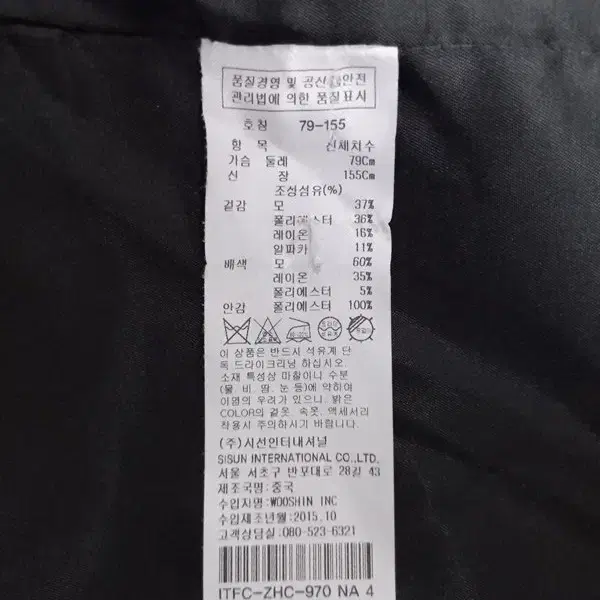 품질경영 및 공산품안전
관리법에 의한 품질표시
호칭 79-155
항 목 신체치수
가슴 둘레 79Cm
신 장 155Cm
조성섬유(%)
겉감 모 37%
폴리에스터 36%
레이온 16%
알파카 11%
배색 모 60%
레이온 35%
폴리에스터 5%
안감 폴리에스터 100%
이 상품은 반드시 석유계 단
독 드라이크리닝 하십시오.
소재 특성상 마찰이나 수분
(물, 비, 땀, 눈 등)에 약하여
이염의 우려가 있으니, 밝은
COLOR의 겉옷, 속옷, 액세서리
착용시 주의하시기 바랍니다.
(주)시선인터내셔널
SISUN INTERNATIONAL CO.,LTD.
서울 서초구 반포대로 28길 43
제조국명:중국
수입자명:WOOSHIN INC
수입제조년월:2015.10
고객상담실:080-523-6321
ITFC-ZHC-970 NA 4